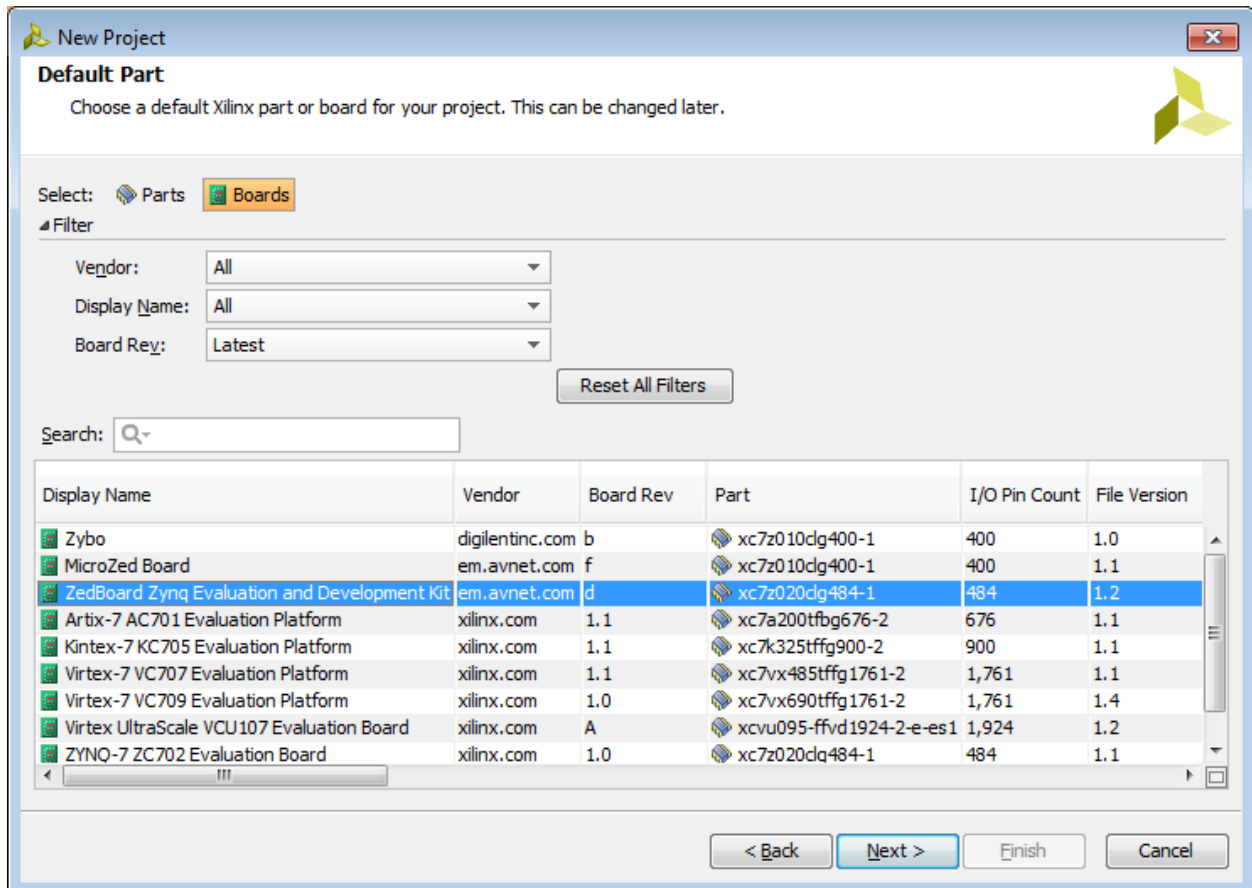 New Project
Default Part
Choose a default Xilinx part or board for your project. This can be changed later.
Select: Parts Boards
Filter
Vendor: All
Display Name: All
Board Rev: Latest
Reset All Filters
Search:
Display Name Vendor Board Rev Part I/O Pin Count File Version
Zybo digilentinc.com b xc7z010clg400-1 400 1.0
MicroZed Board em.avnet.com f xc7z010clg400-1 400 1.1
ZedBoard Zynq Evaluation and Development Kit em.avnet.com d xc7z020clg484-1 484 1.2
Artix-7 AC701 Evaluation Platform xilinx.com 1.1 xc7a200tfbg676-2 676 1.1
Kintex-7 KC705 Evaluation Platform xilinx.com 1.1 xc7k325tffg900-2 900 1.1
Virtex-7 VC707 Evaluation Platform xilinx.com 1.1 xc7vx485tffg1761-2 1,761 1.1
Virtex-7 VC709 Evaluation Platform xilinx.com 1.0 xc7vx690tffg1761-2 1,761 1.4
Virtex UltraScale VCU107 Evaluation Board xilinx.com A xcvu095-ffvd1924-2-e-es1 1,924 1.2
ZYNQ-7 ZC702 Evaluation Board xilinx.com 1.0 xc7z020clg484-1 484 1.1
< Back Next > Finish Cancel